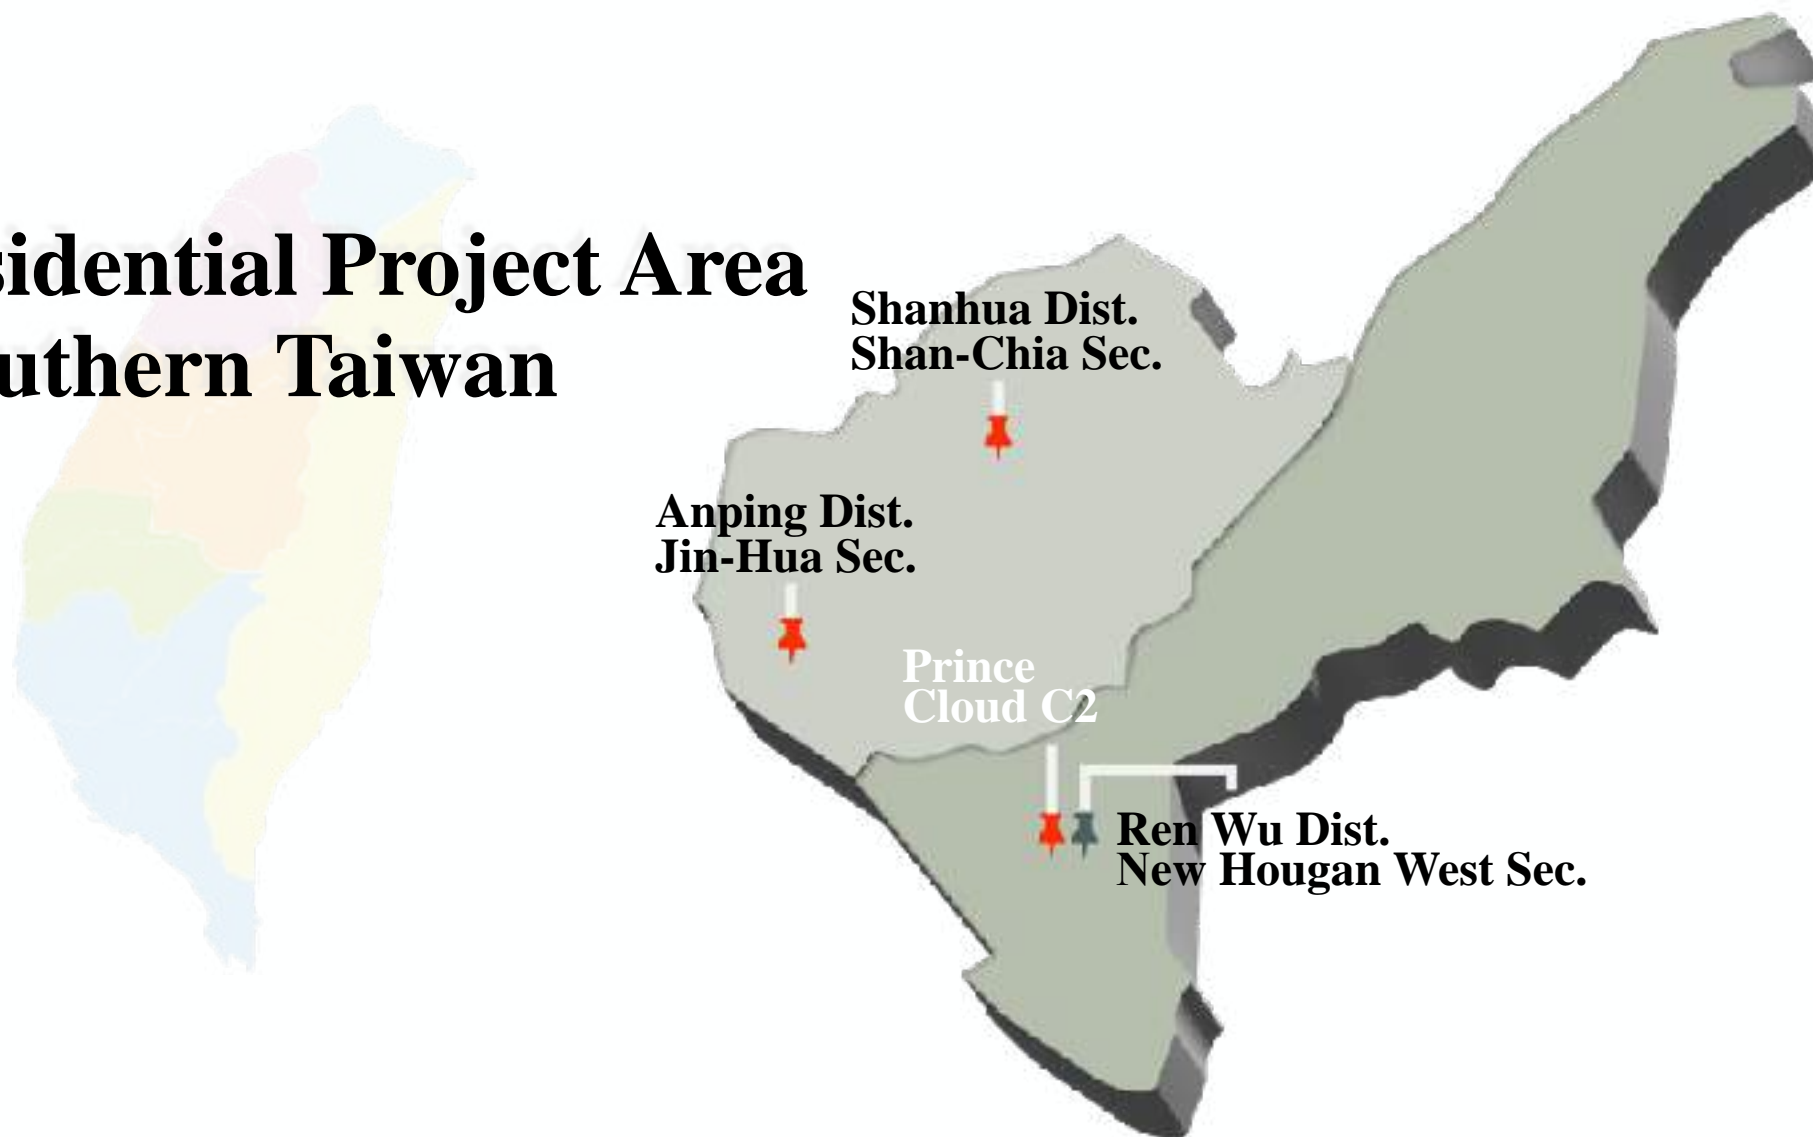 sidential Project Area
uthern Taiwan
Shanhua Dist.
Shan-Chia Sec.
Anping Dist.
Jin-Hua Sec.
Prince
Cloud C2
Ren Wu Dist.
New Hougan West Sec.